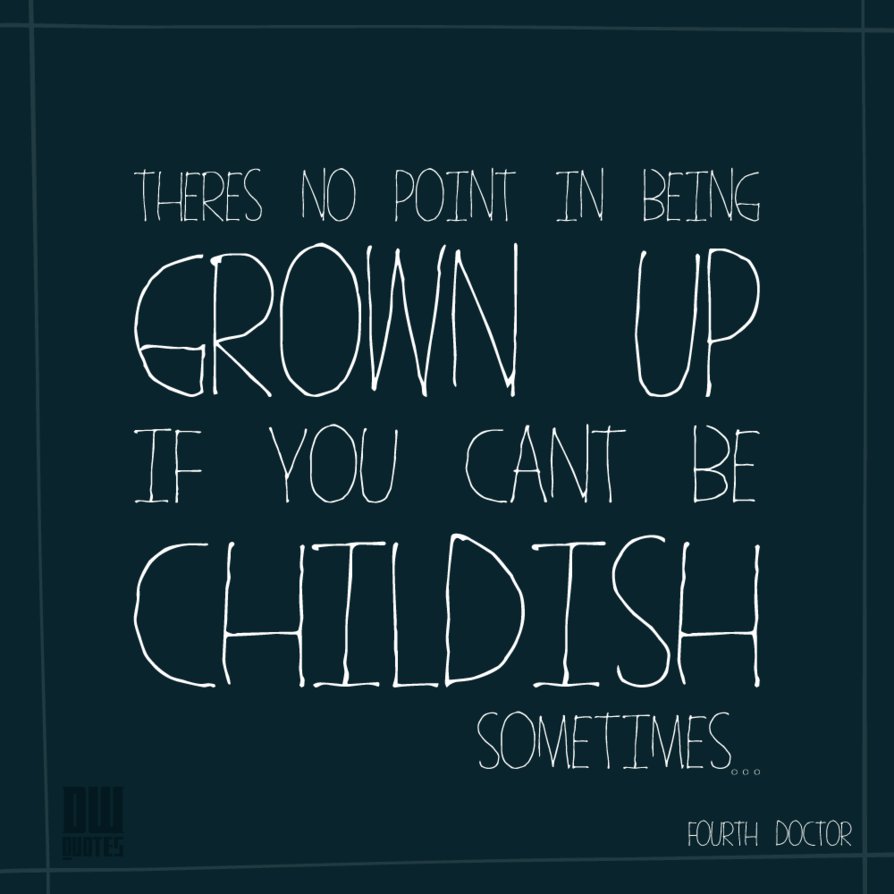 THERES NO POINT IN BEING
GROWN UP
IF YOU CANT BE
CHILDISH
SOMETIMES...
DW
QUOTES
FOURTH DOCTOR